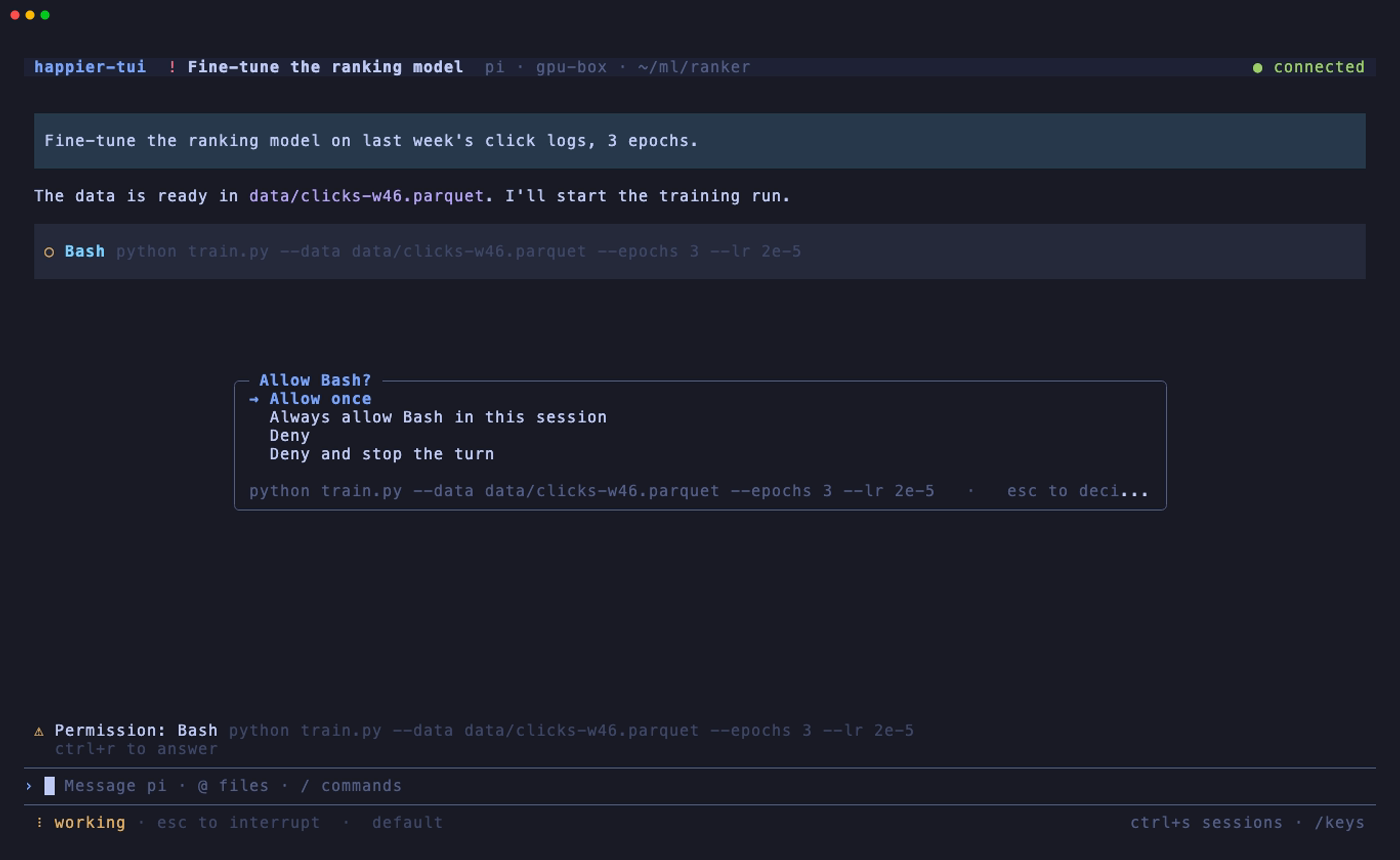 happier-tui ! Fine-tune the ranking model pi · gpu-box · ~/ml/ranker ● connected
Fine-tune the ranking model on last week's click logs, 3 epochs.
The data is ready in data/clicks-w46.parquet. I'll start the training run.
○ Bash python train.py --data data/clicks-w46.parquet --epochs 3 --lr 2e-5
Allow Bash?
→ Allow once
Always allow Bash in this session
Deny
Deny and stop the turn
python train.py --data data/clicks-w46.parquet --epochs 3 --lr 2e-5 · esc to deci...
⚠ Permission: Bash python train.py --data data/clicks-w46.parquet --epochs 3 --lr 2e-5
ctrl+r to answer
› Message pi · @ files · / commands
⠇ working · esc to interrupt · default ctrl+s sessions · /keys